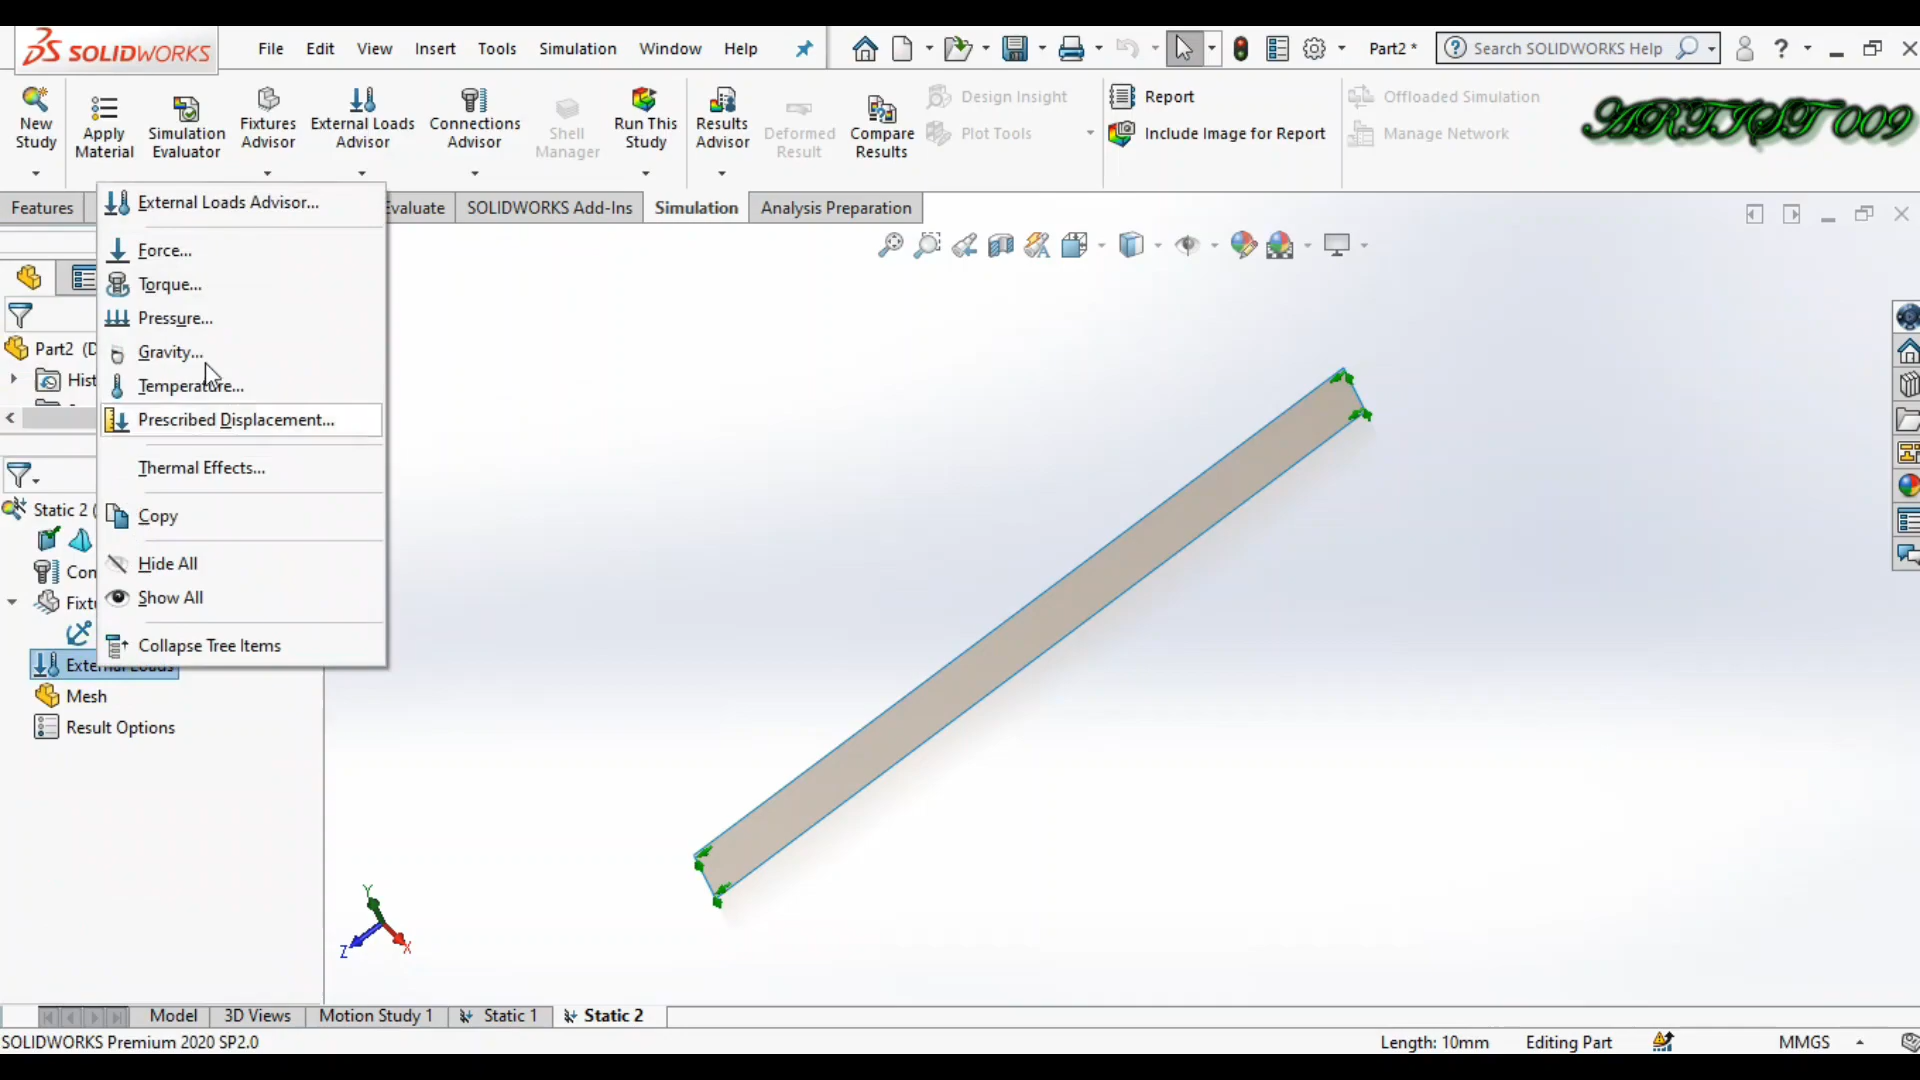 SOLIDWORKS
File Edit View Insert Tools Simulation Window Help
Part2 *
Search SOLIDWORKS Help
New Study
Apply Material
Simulation Evaluator
Fixtures Advisor
External Loads Advisor
Connections Advisor
Shell Manager
Run This Study
Results Advisor
Deformed Result
Compare Results
Design Insight
Plot Tools
Report
Include Image for Report
Offloaded Simulation
Manage Network
ARTIST 009
Features
Evaluate
SOLIDWORKS Add-Ins
Simulation
Analysis Preparation
External Loads Advisor...
Force...
Torque...
Pressure...
Gravity...
Temperature...
Prescribed Displacement...
Thermal Effects...
Copy
Hide All
Show All
Collapse Tree Items
Part2 (D
Hist
Static 2 (
Con
Fixtu
External Loads
Mesh
Result Options
Y
Z
X
Model 3D Views Motion Study 1 Static 1 Static 2
SOLIDWORKS Premium 2020 SP2.0
Length: 10mm Editing Part MMGS